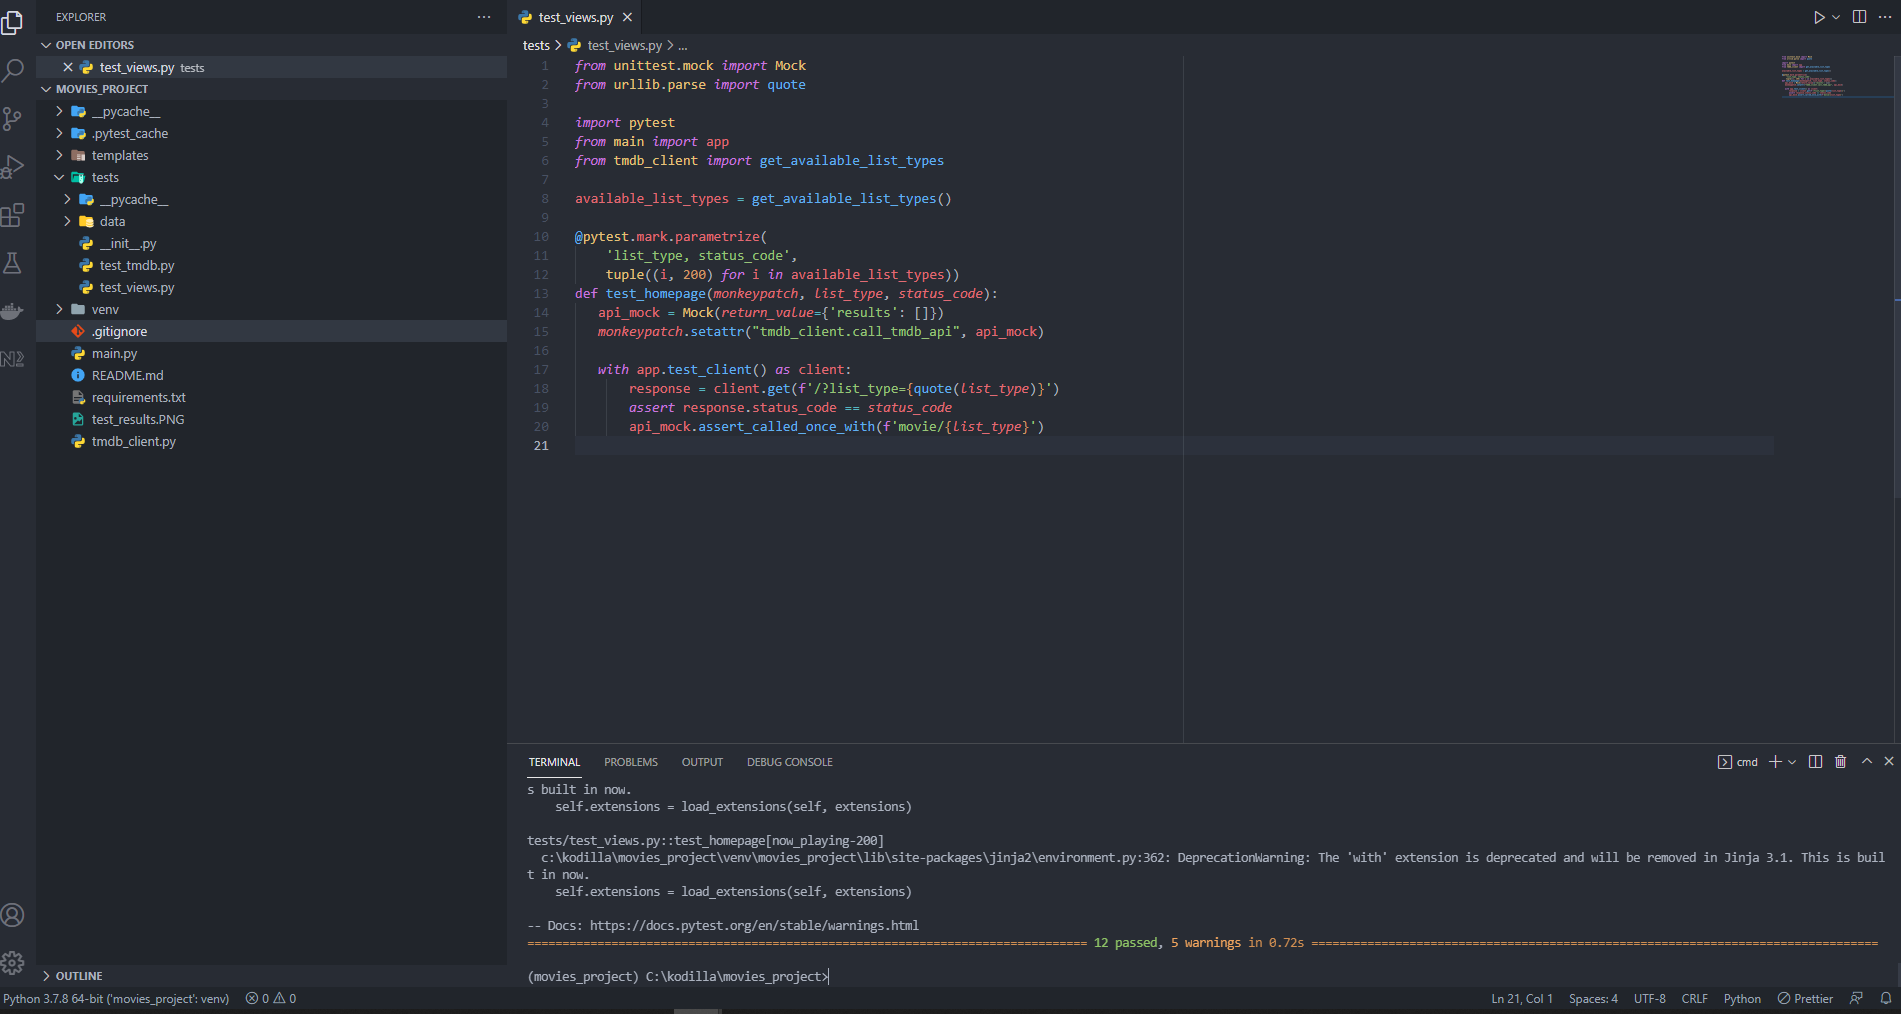 EXPLORER
OPEN EDITORS
test_views.py tests
MOVIES_PROJECT
__pycache__
.pytest_cache
templates
tests
__pycache__
data
__init__.py
test_tmdb.py
test_views.py
venv
.gitignore
main.py
README.md
requirements.txt
test_results.PNG
tmdb_client.py
OUTLINE
test_views.py
tests > test_views.py > ...
1 from unittest.mock import Mock
2 from urllib.parse import quote
3
4 import pytest
5 from main import app
6 from tmdb_client import get_available_list_types
7
8 available_list_types = get_available_list_types()
9
10 @pytest.mark.parametrize(
11 'list_type, status_code',
12 tuple((i, 200) for i in available_list_types))
13 def test_homepage(monkeypatch, list_type, status_code):
14 api_mock = Mock(return_value={'results': []})
15 monkeypatch.setattr("tmdb_client.call_tmdb_api", api_mock)
16
17 with app.test_client() as client:
18 response = client.get(f'/?list_type={quote(list_type)}')
19 assert response.status_code == status_code
20 api_mock.assert_called_once_with(f'movie/{list_type}')
21
TERMINAL PROBLEMS OUTPUT DEBUG CONSOLE
cmd
s built in now.
self.extensions = load_extensions(self, extensions)
tests/test_views.py::test_homepage[now_playing-200]
c:\kodilla\movies_project\venv\movies_project\lib\site-packages\jinja2\environment.py:362: DeprecationWarning: The 'with' extension is deprecated and will be removed in Jinja 3.1. This is buil
t in now.
self.extensions = load_extensions(self, extensions)
-- Docs: https://docs.pytest.org/en/stable/warnings.html
12 passed, 5 warnings in 0.72s
(movies_project) C:\kodilla\movies_project>
Python 3.7.8 64-bit ('movies_project': venv) 0 0 Ln 21, Col 1 Spaces: 4 UTF-8 CRLF Python Prettier